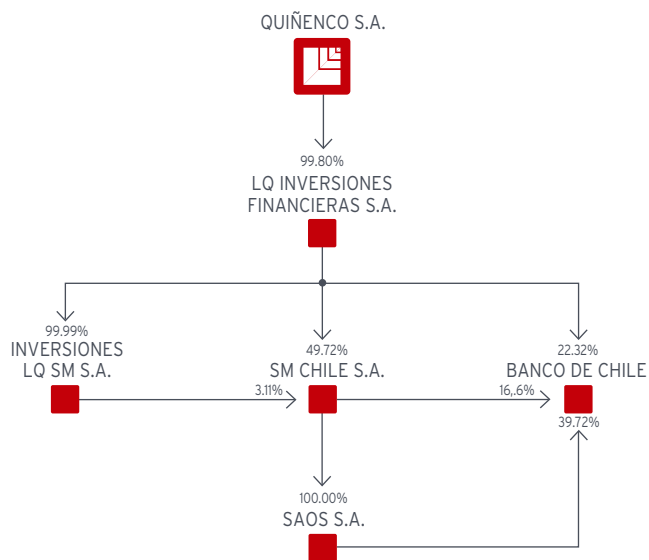 QUIÑENCO S.A.
99.80%
LQ INVERSIONES
FINANCIERAS S.A.
99.99%
INVERSIONES
LQ SM S.A.
49.72%
SM CHILE S.A.
22.32%
BANCO DE CHILE
3.11%
16,.6%
39.72%
100.00%
SAOS S.A.